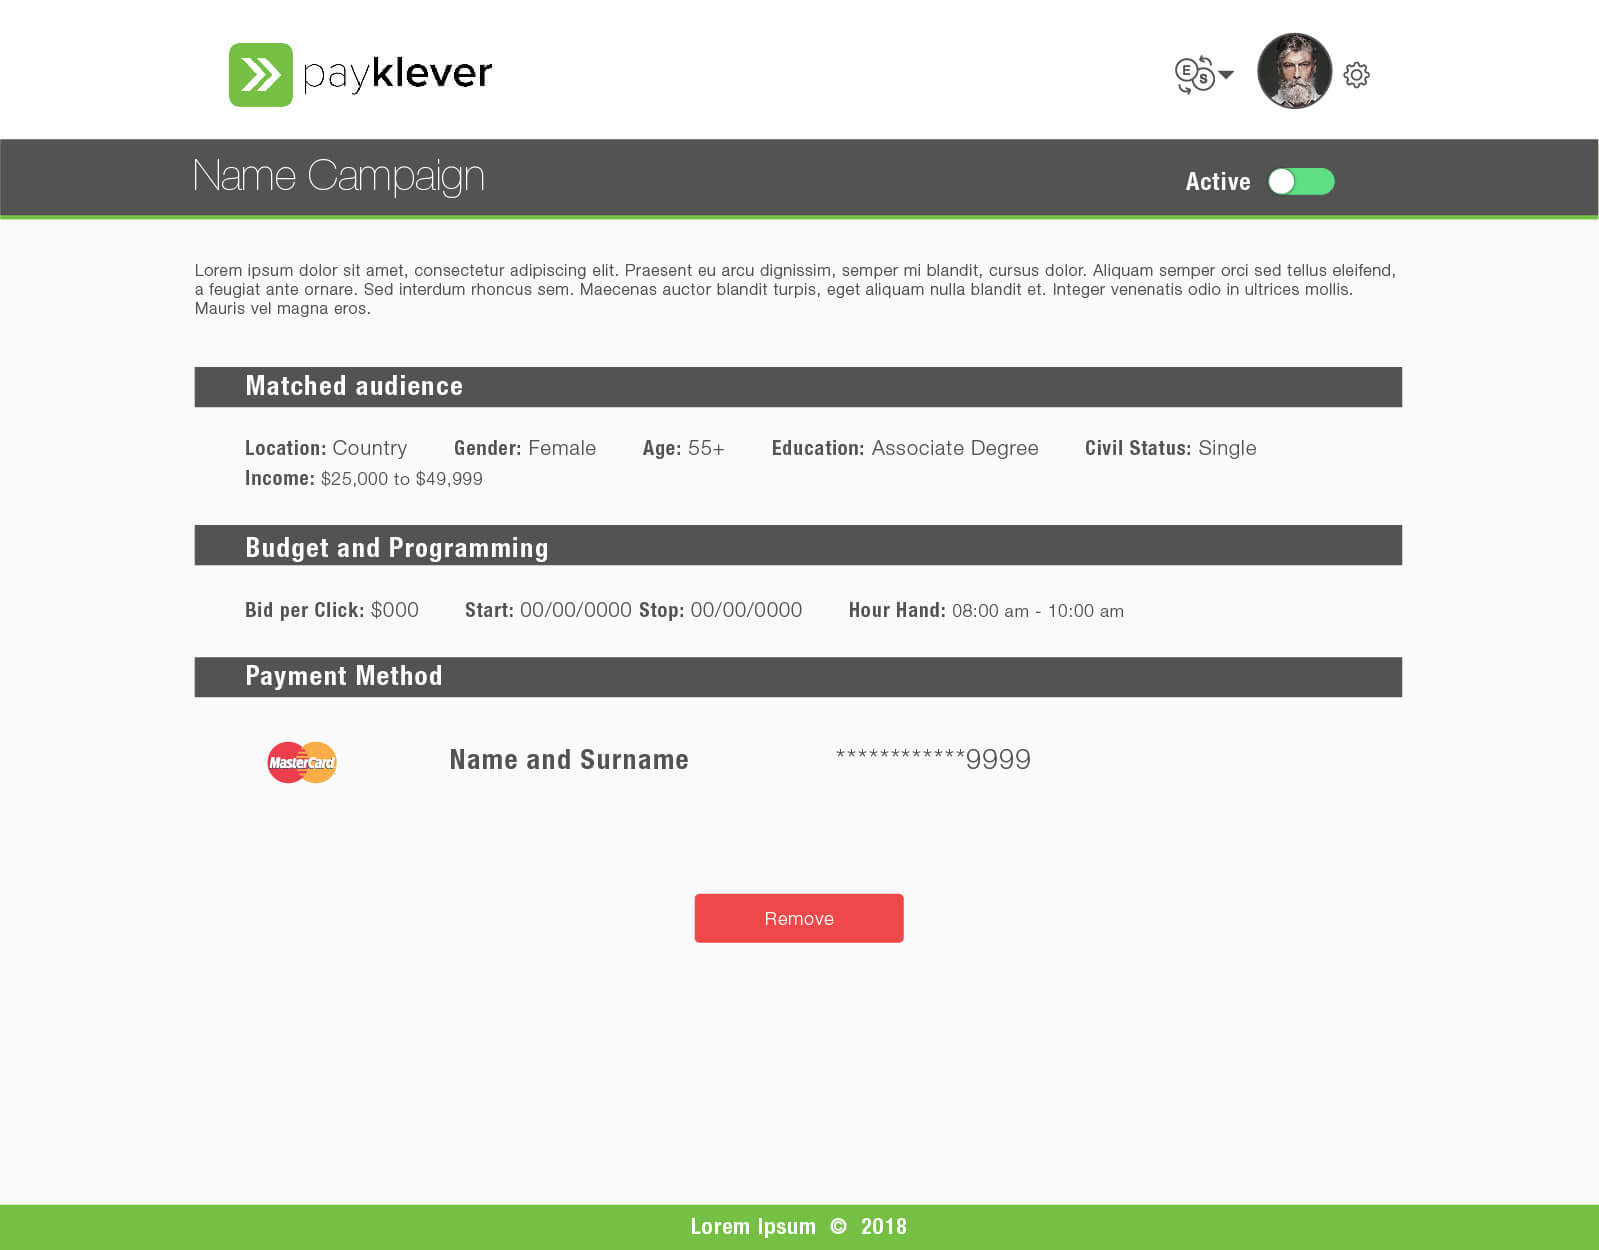 payklever
E S
Name Campaign
Active
Lorem ipsum dolor sit amet, consectetur adipiscing elit. Praesent eu arcu dignissim, semper mi blandit, cursus dolor. Aliquam semper orci sed tellus eleifend,
a feugiat ante ornare. Sed interdum rhoncus sem. Maecenas auctor blandit turpis, eget aliquam nulla blandit et. Integer venenatis odio in ultrices mollis.
Mauris vel magna eros.
Matched audience
Location: Country Gender: Female Age: 55+ Education: Associate Degree Civil Status: Single
Income: $25,000 to $49,999
Budget and Programming
Bid per Click: $000 Start: 00/00/0000 Stop: 00/00/0000 Hour Hand: 08:00 am - 10:00 am
Payment Method
MasterCard Name and Surname ************9999
Remove
Lorem Ipsum © 2018